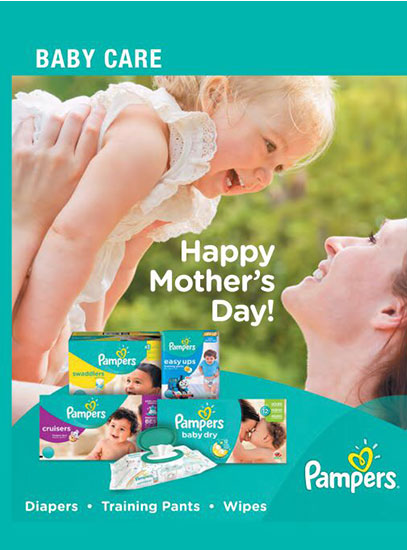 BABY CARE
Happy
Mother's
Day!
Pampers
swaddlers
Pampers
easy ups
Pampers
cruisers
Pampers
baby dry
Pampers
Diapers • Training Pants • Wipes